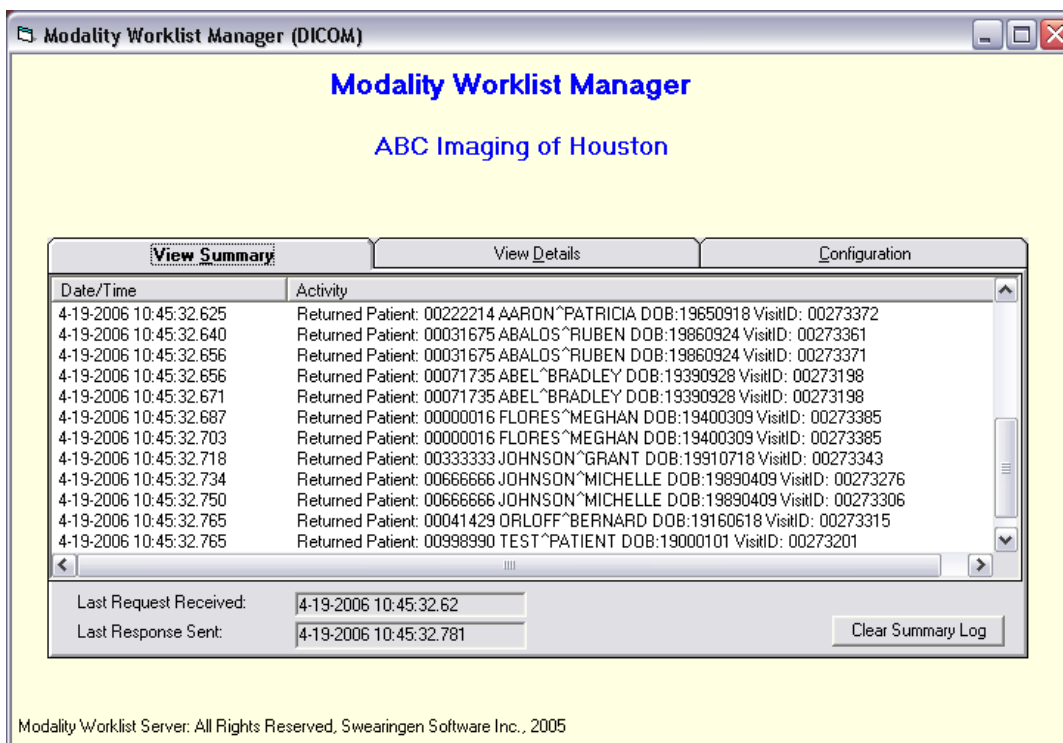 Modality Worklist Manager (DICOM)
Modality Worklist Manager
ABC Imaging of Houston
View Summary View Details Configuration
Date/Time Activity
4-19-2006 10:45:32.625 Returned Patient: 00222214 AARON^PATRICIA DOB:19650918 VisitID: 00273372
4-19-2006 10:45:32.640 Returned Patient: 00031675 ABALOS^RUBEN DOB:19860924 VisitID: 00273361
4-19-2006 10:45:32.656 Returned Patient: 00031675 ABALOS^RUBEN DOB:19860924 VisitID: 00273371
4-19-2006 10:45:32.656 Returned Patient: 00071735 ABEL^BRADLEY DOB:19390928 VisitID: 00273198
4-19-2006 10:45:32.671 Returned Patient: 00071735 ABEL^BRADLEY DOB:19390928 VisitID: 00273198
4-19-2006 10:45:32.687 Returned Patient: 00000016 FLORES^MEGHAN DOB:19400309 VisitID: 00273385
4-19-2006 10:45:32.703 Returned Patient: 00000016 FLORES^MEGHAN DOB:19400309 VisitID: 00273385
4-19-2006 10:45:32.718 Returned Patient: 00333333 JOHNSON^GRANT DOB:19910718 VisitID: 00273343
4-19-2006 10:45:32.734 Returned Patient: 00666666 JOHNSON^MICHELLE DOB:19890409 VisitID: 00273276
4-19-2006 10:45:32.750 Returned Patient: 00666666 JOHNSON^MICHELLE DOB:19890409 VisitID: 00273306
4-19-2006 10:45:32.765 Returned Patient: 00041429 ORLOFF^BERNARD DOB:19160618 VisitID: 00273315
4-19-2006 10:45:32.765 Returned Patient: 00998990 TEST^PATIENT DOB:19000101 VisitID: 00273201
Last Request Received: 4-19-2006 10:45:32.62
Last Response Sent: 4-19-2006 10:45:32.781
Clear Summary Log
Modality Worklist Server: All Rights Reserved, Swearingen Software Inc., 2005